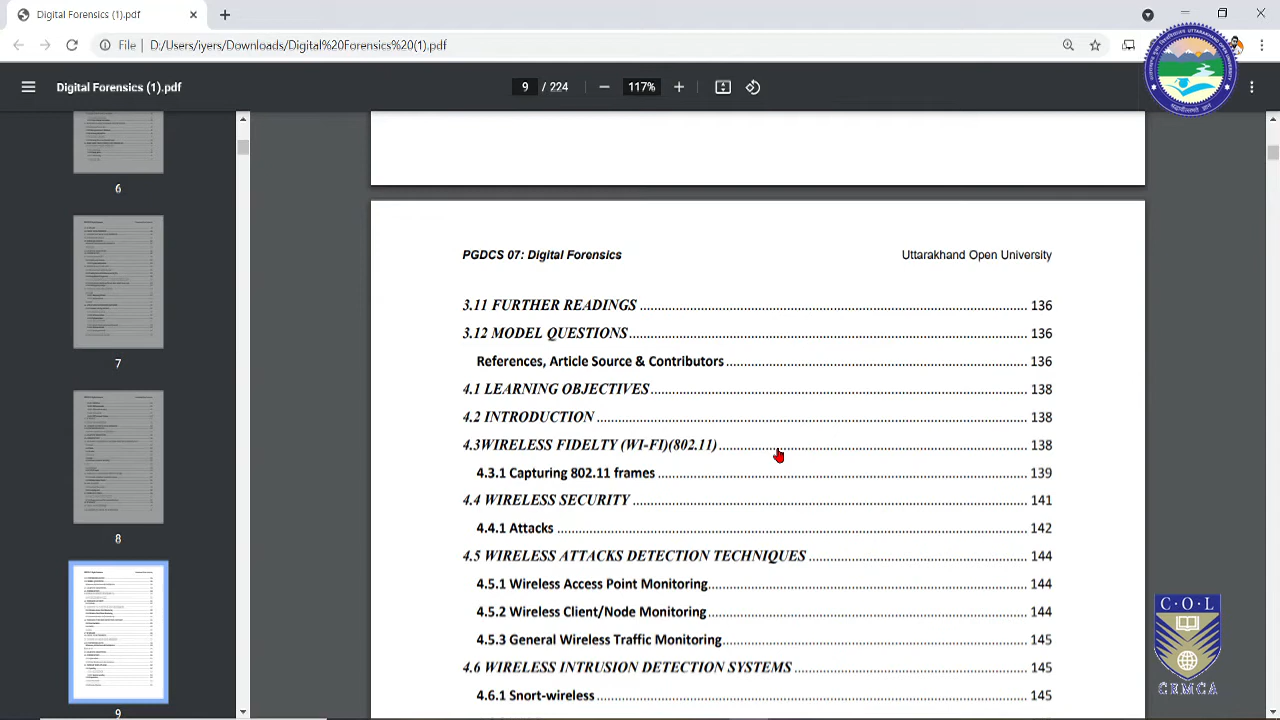 Digital Forensics (1).pdf
File | D:/Users/iyers/Downloads/Digital%20Forensics%20(1).pdf
Digital Forensics (1).pdf
9 / 224
117%
6
7
8
9
PGDCS 07 Digital Forensics
Uttarakhand Open University
3.11 FURTHER READINGS 136
3.12 MODEL QUESTIONS 136
References, Article Source & Contributors 136
4.1 LEARNING OBJECTIVES 138
4.2 INTRODUCTION 138
4.3 WIRELESS FIDELTY (WI-FI)(802.11) 138
4.3.1 Capturing 802.11 frames 139
4.4 WIRELESS SECURITY 141
4.4.1 Attacks 142
4.5 WIRELESS ATTACKS DETECTION TECHNIQUES 144
4.5.1 Wireless Access point Monitoring 144
4.5.2 Wireless Client/node Monitoring 144
Wireless Traffic Monitoring 145
4.6 WIRELESS INTRUSION DETECTION SYSTEM 145
4.6.1 Snort-wireless 145
C·O·L
CEMCA